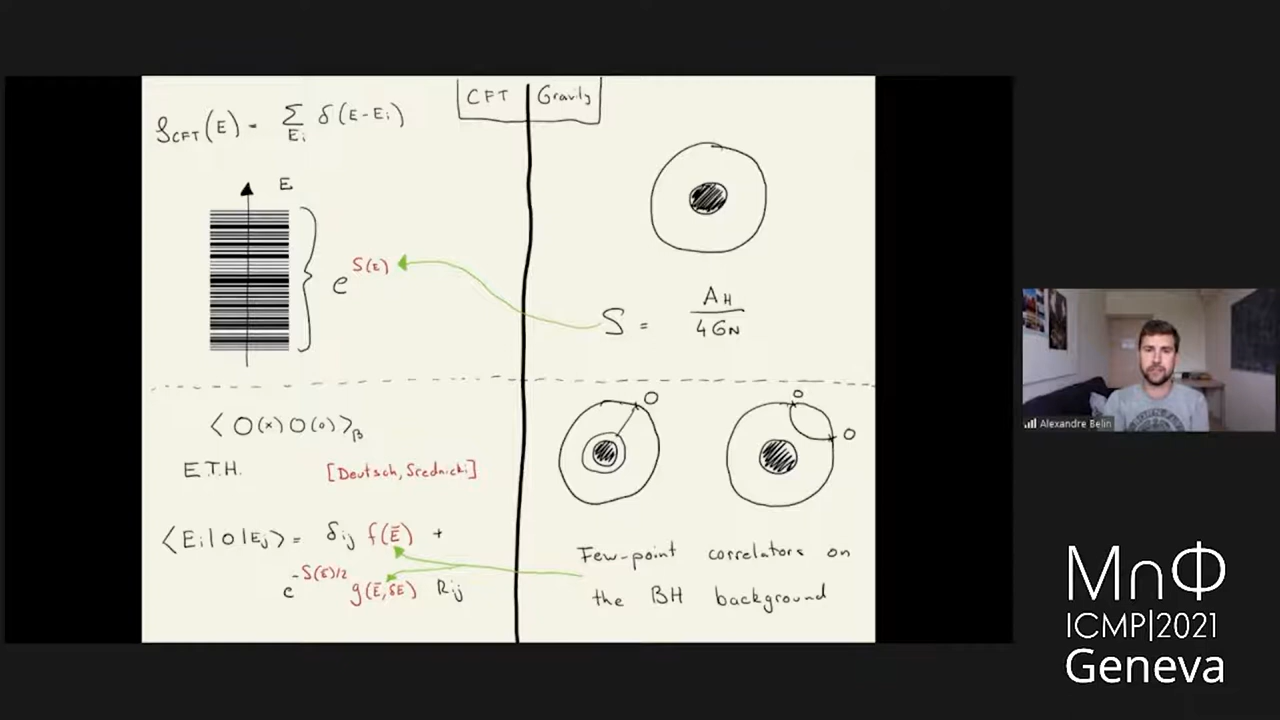 CFT | Gravity
ρCFT(E) = Σ δ(E-Ei)
Ei
E
e^S(E)
S = AH / 4GN
⟨O(x)O(0)⟩β
E.T.H. [Deutsch, Srednicki]
⟨Ei|O|Ej⟩ = δij f(Ē) +
e^-S(Ē)/2 g(Ē,δE) Rij
O
O
O
Few-point correlators on
the BH background
Alexandre Belin
MηΦ
ICMP|2021
Geneva